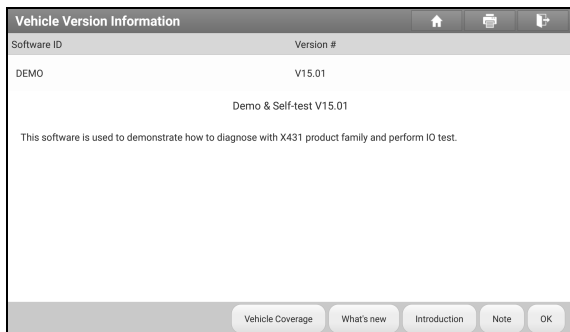 Vehicle Version Information
Software ID Version #
DEMO V15.01
Demo & Self-test V15.01
This software is used to demonstrate how to diagnose with X431 product family and perform IO test.
Vehicle Coverage What's new Introduction Note OK